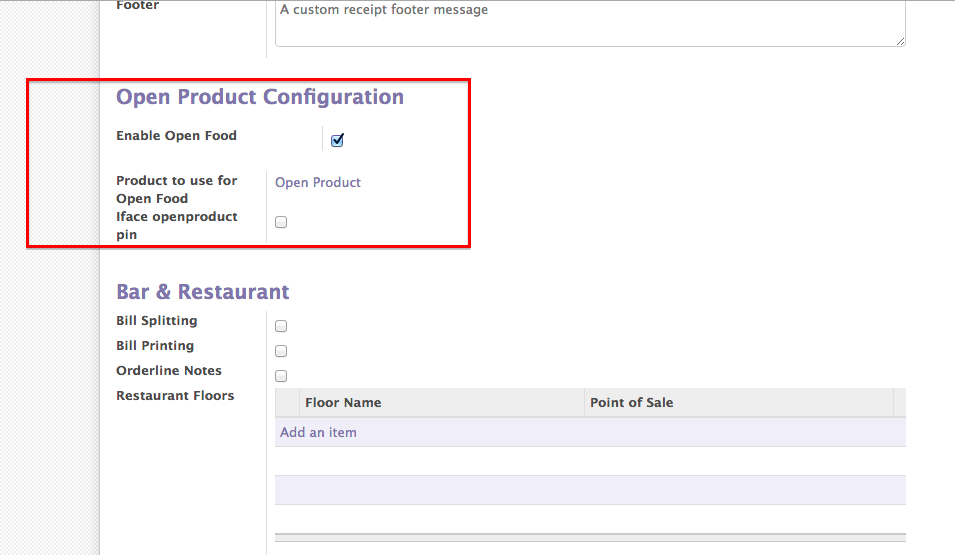 Footer
A custom receipt footer message
Open Product Configuration
Enable Open Food
Product to use for
Open Food
Open Product
Iface openproduct
pin
Bar & Restaurant
Bill Splitting
Bill Printing
Orderline Notes
Restaurant Floors
Floor Name Point of Sale
Add an item